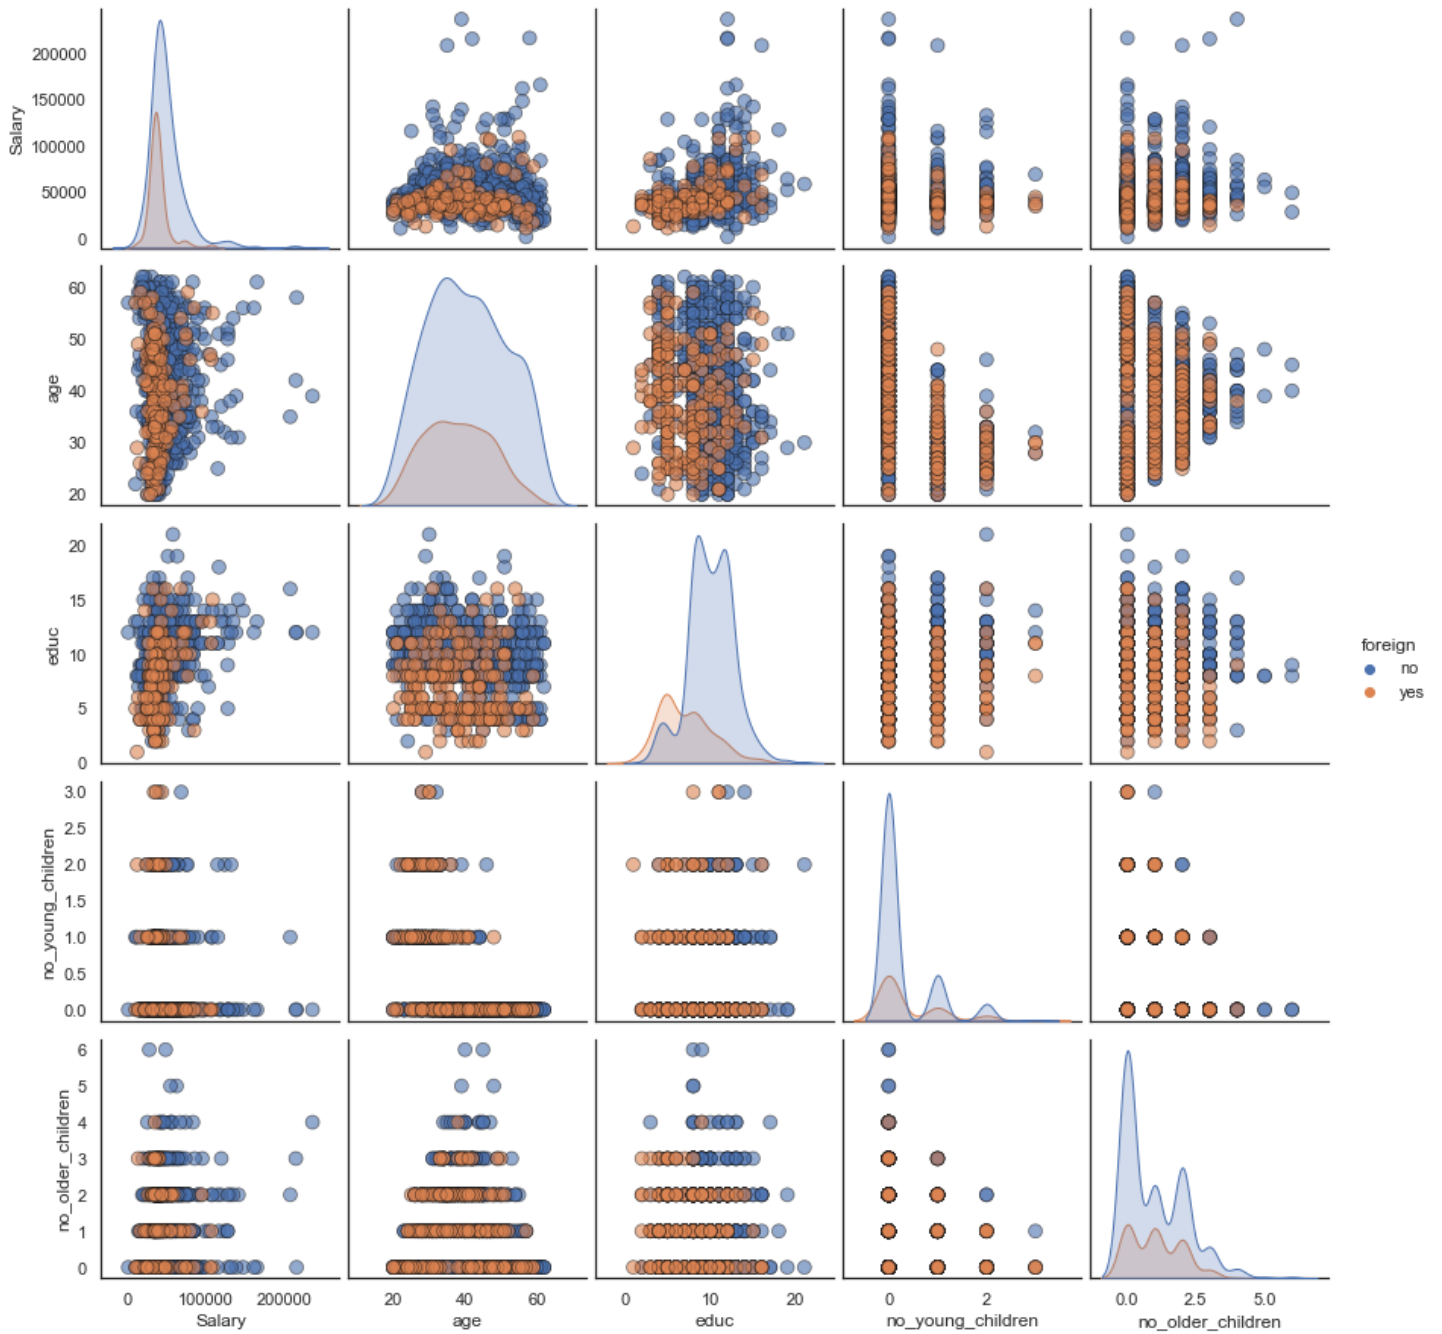 Salary
200000
150000
100000
50000
0
age
60
50
40
30
20
educ
20
15
10
5
0
foreign
no
yes
no_young_children
3.0
2.5
2.0
1.5
1.0
0.5
0.0
no_older_children
6
5
4
3
2
1
0
0 100000 200000
20 40 60
0 10 20
0 2
0.0 2.5 5.0
Salary age educ no_young_children no_older_children